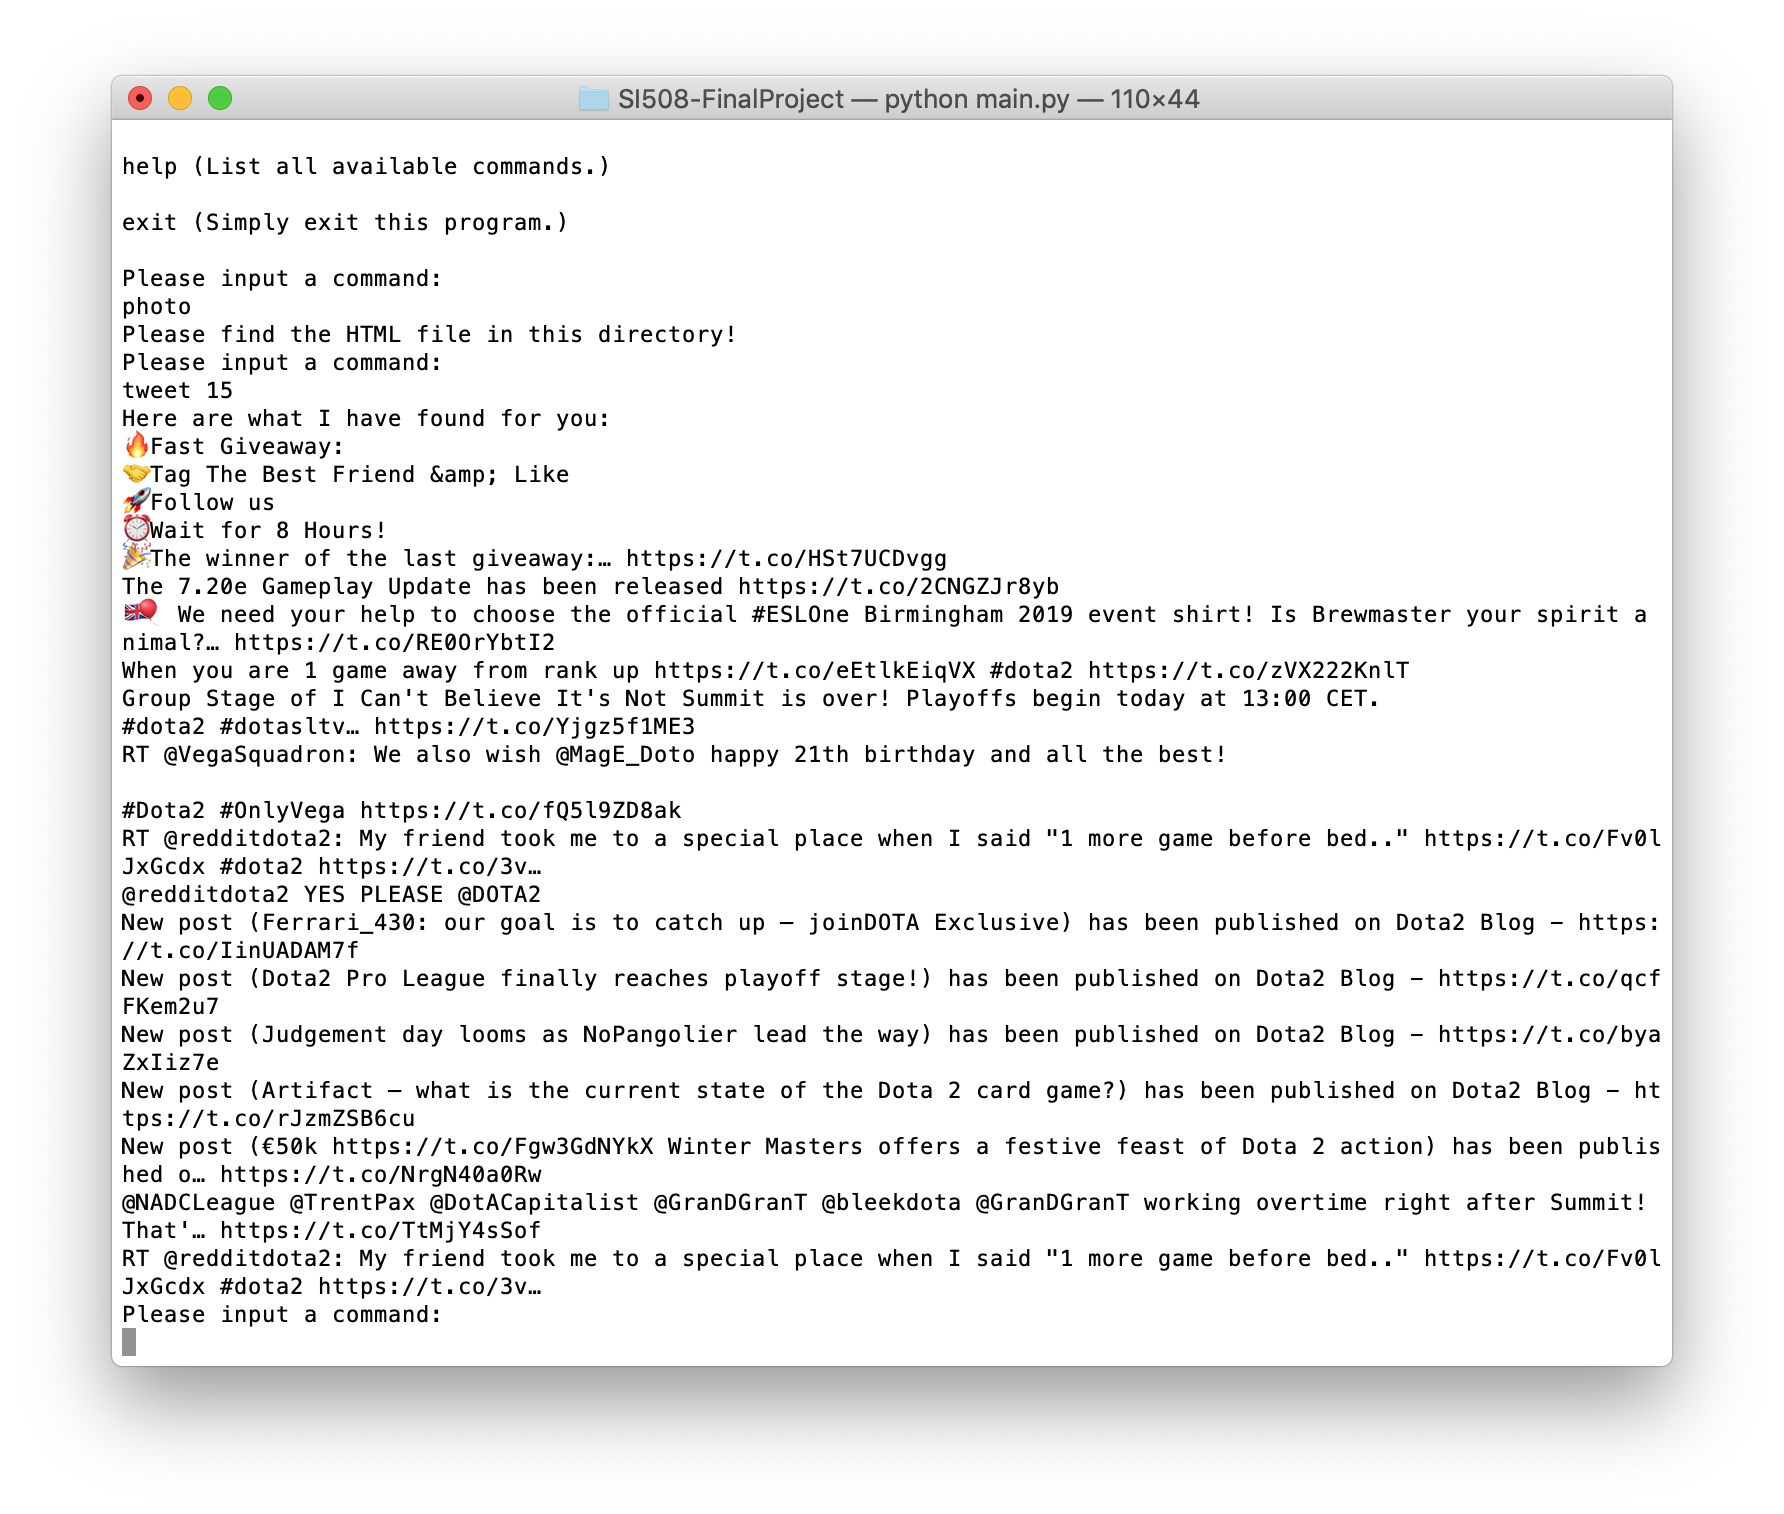 SI508-FinalProject — python main.py — 110×44
help (List all available commands.)
exit (Simply exit this program.)
Please input a command:
photo
Please find the HTML file in this directory!
Please input a command:
tweet 15
Here are what I have found for you:
🔥Fast Giveaway:
🤝Tag The Best Friend &amp; Like
🚀Follow us
⏰Wait for 8 Hours!
🎉The winner of the last giveaway:… https://t.co/HSt7UCDvgg
The 7.20e Gameplay Update has been released https://t.co/2CNGZJr8yb
🇬🇧🎈 We need your help to choose the official #ESLOne Birmingham 2019 event shirt! Is Brewmaster your spirit a
nimal?… https://t.co/RE0OrYbtI2
When you are 1 game away from rank up https://t.co/eEtlkEiqVX #dota2 https://t.co/zVX222KnlT
Group Stage of I Can't Believe It's Not Summit is over! Playoffs begin today at 13:00 CET.
#dota2 #dotasltv… https://t.co/Yjgz5f1ME3
RT @VegaSquadron: We also wish @MagE_Doto happy 21th birthday and all the best!
#Dota2 #OnlyVega https://t.co/fQ5l9ZD8ak
RT @redditdota2: My friend took me to a special place when I said "1 more game before bed.." https://t.co/Fv0l
JxGcdx #dota2 https://t.co/3v…
@redditdota2 YES PLEASE @DOTA2
New post (Ferrari_430: our goal is to catch up – joinDOTA Exclusive) has been published on Dota2 Blog - https:
//t.co/IinUADAM7f
New post (Dota2 Pro League finally reaches playoff stage!) has been published on Dota2 Blog - https://t.co/qcf
FKem2u7
New post (Judgement day looms as NoPangolier lead the way) has been published on Dota2 Blog - https://t.co/bya
ZxIiz7e
New post (Artifact – what is the current state of the Dota 2 card game?) has been published on Dota2 Blog - ht
tps://t.co/rJzmZSB6cu
New post (€50k https://t.co/Fgw3GdNYkX Winter Masters offers a festive feast of Dota 2 action) has been publis
hed o… https://t.co/NrgN40a0Rw
@NADCLeague @TrentPax @DotACapitalist @GranDGranT @bleekdota @GranDGranT working overtime right after Summit!
That'… https://t.co/TtMjY4sSof
RT @redditdota2: My friend took me to a special place when I said "1 more game before bed.." https://t.co/Fv0l
JxGcdx #dota2 https://t.co/3v…
Please input a command: